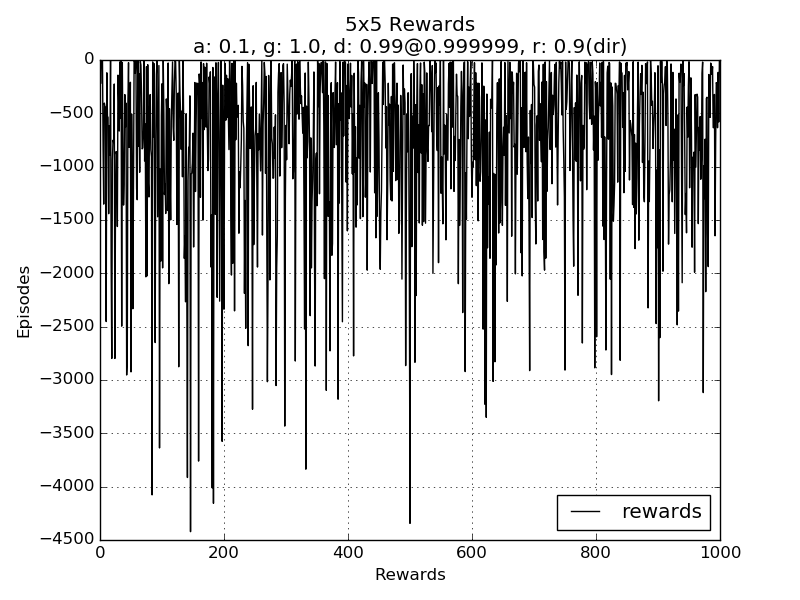 5x5 Rewards
a: 0.1, g: 1.0, d: 0.99@0.999999, r: 0.9(dir)
0
−500
−1000
−1500
−2000
−2500
−3000
−3500
−4000
−4500
Episodes
rewards
0 200 400 600 800 1000
Rewards